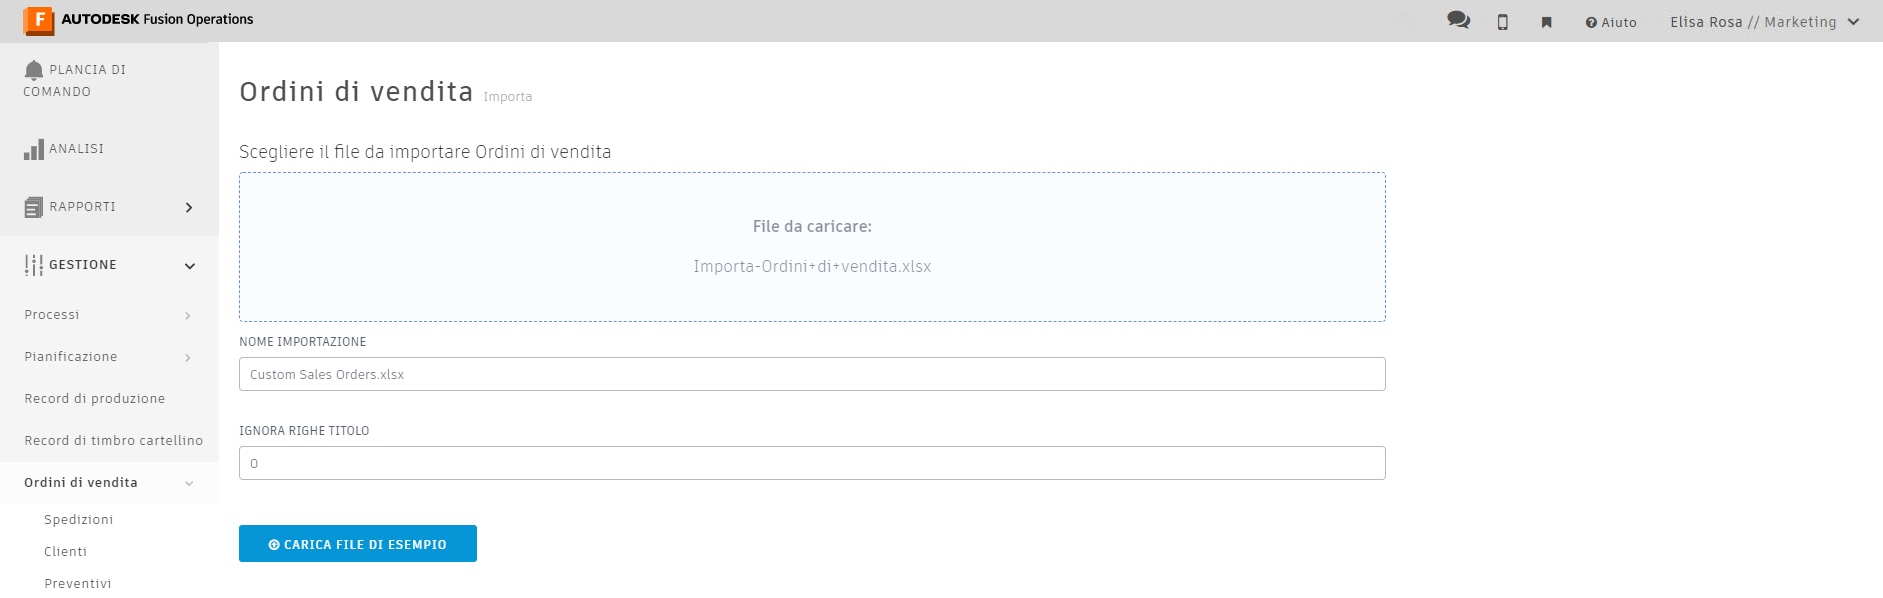 F AUTODESK Fusion Operations
Aiuto
Elisa Rosa // Marketing
PLANCIA DI
COMANDO
ANALISI
RAPPORTI
GESTIONE
Processi
Pianificazione
Record di produzione
Record di timbro cartellino
Ordini di vendita
Spedizioni
Clienti
Preventivi
Ordini di vendita Importa
Scegliere il file da importare Ordini di vendita
File da caricare:
Importa-Ordini+di+vendita.xlsx
NOME IMPORTAZIONE
Custom Sales Orders.xlsx
IGNORA RIGHE TITOLO
0
CARICA FILE DI ESEMPIO